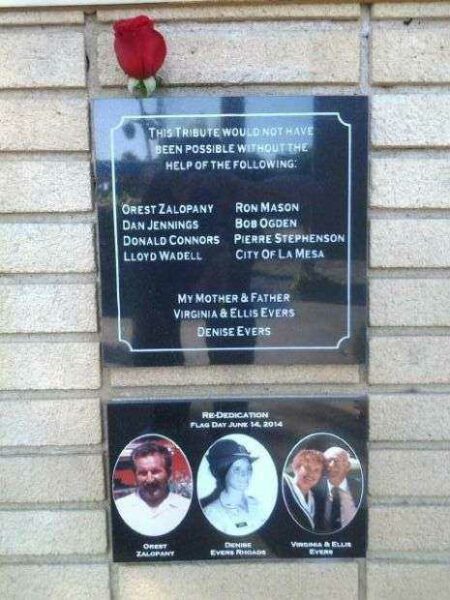 THIS TRIBUTE WOULD NOT HAVE
BEEN POSSIBLE WITHOUT THE
HELP OF THE FOLLOWING:
OREST ZALOPANY
DAN JENNINGS
DONALD CONNORS
LLOYD WADELL
RON MASON
BOB OGDEN
PIERRE STEPHENSON
CITY OF LA MESA
MY MOTHER & FATHER
VIRGINIA & ELLIS EVERS
DENISE EVERS
RE-DEDICATION
FLAG DAY JUNE 14, 2014
OREST
ZALOPANY
DENISE
EVERS RHOADS
VIRGINIA & ELLIS
EVERS